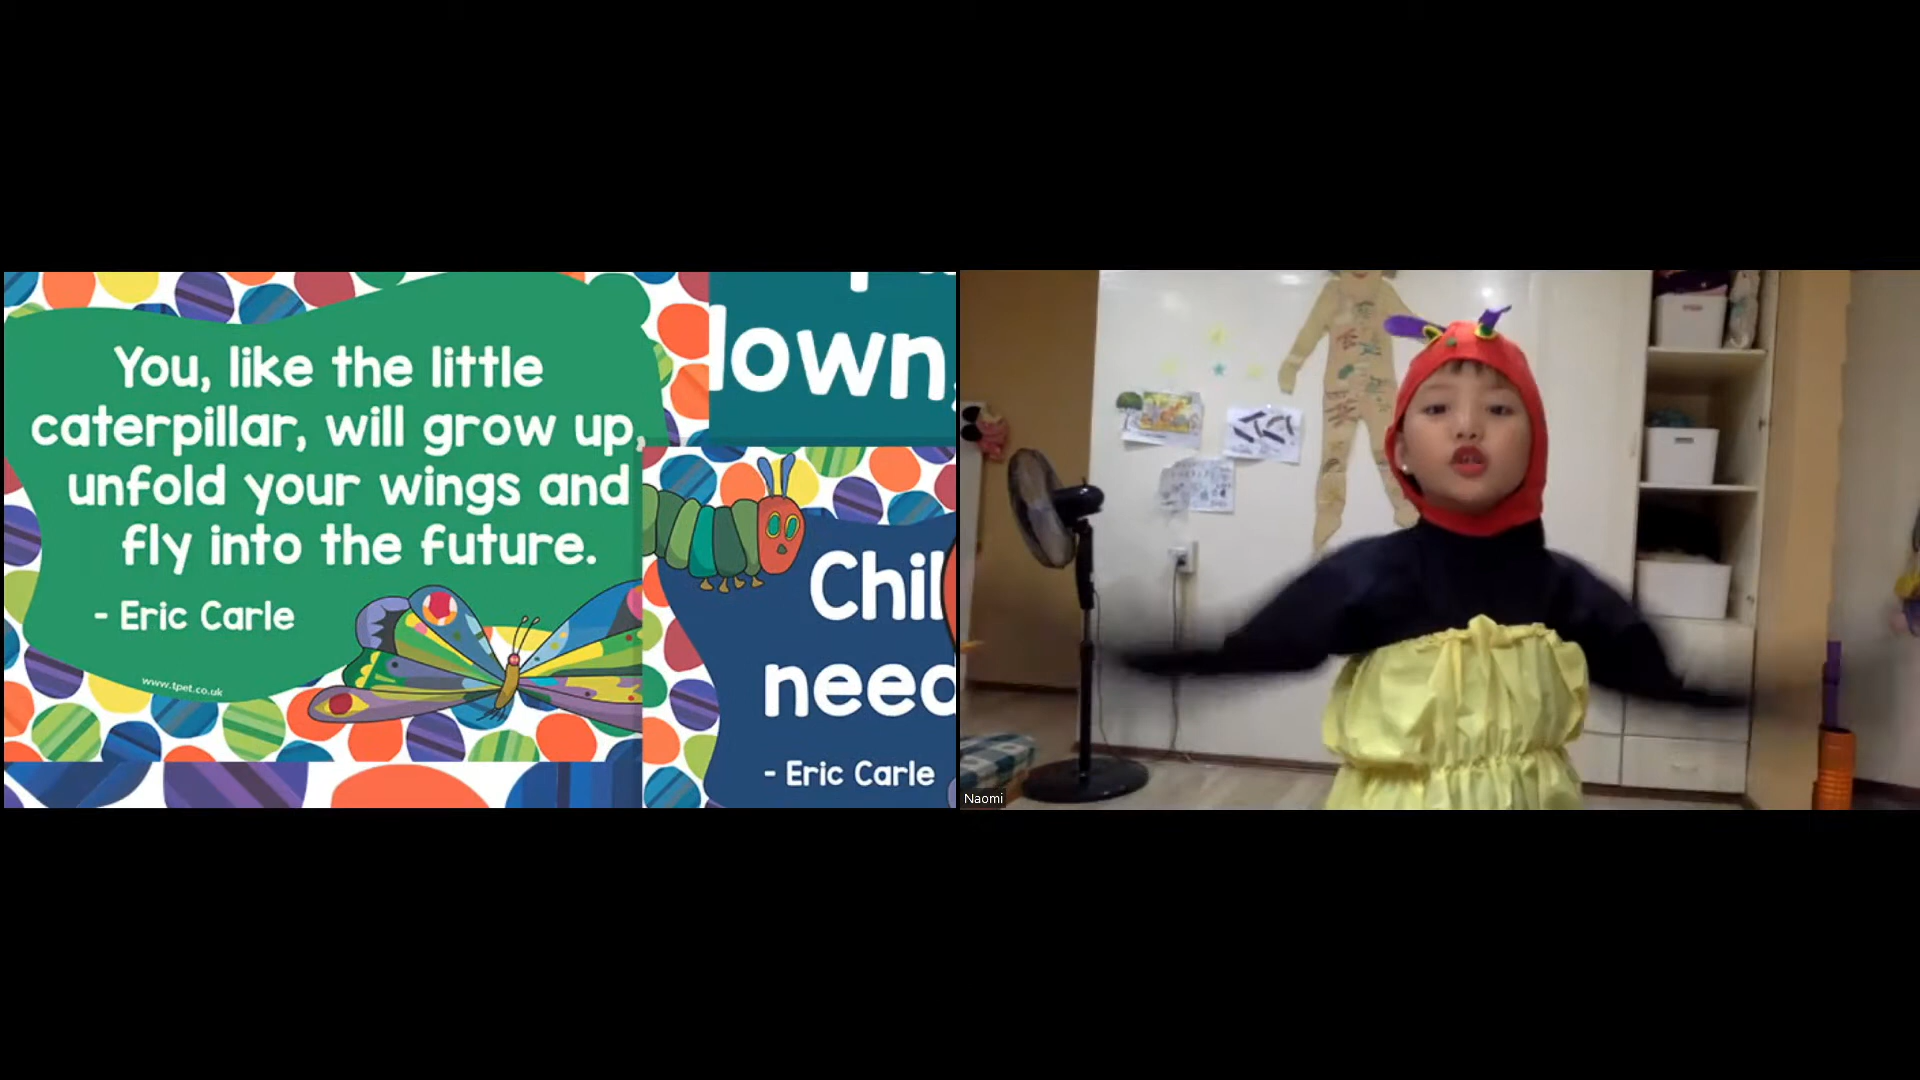 You, like the little
caterpillar, will grow up,
unfold your wings and
fly into the future.
- Eric Carle
www.tpet.co.uk
lown,
Chil
need
- Eric Carle
Naomi